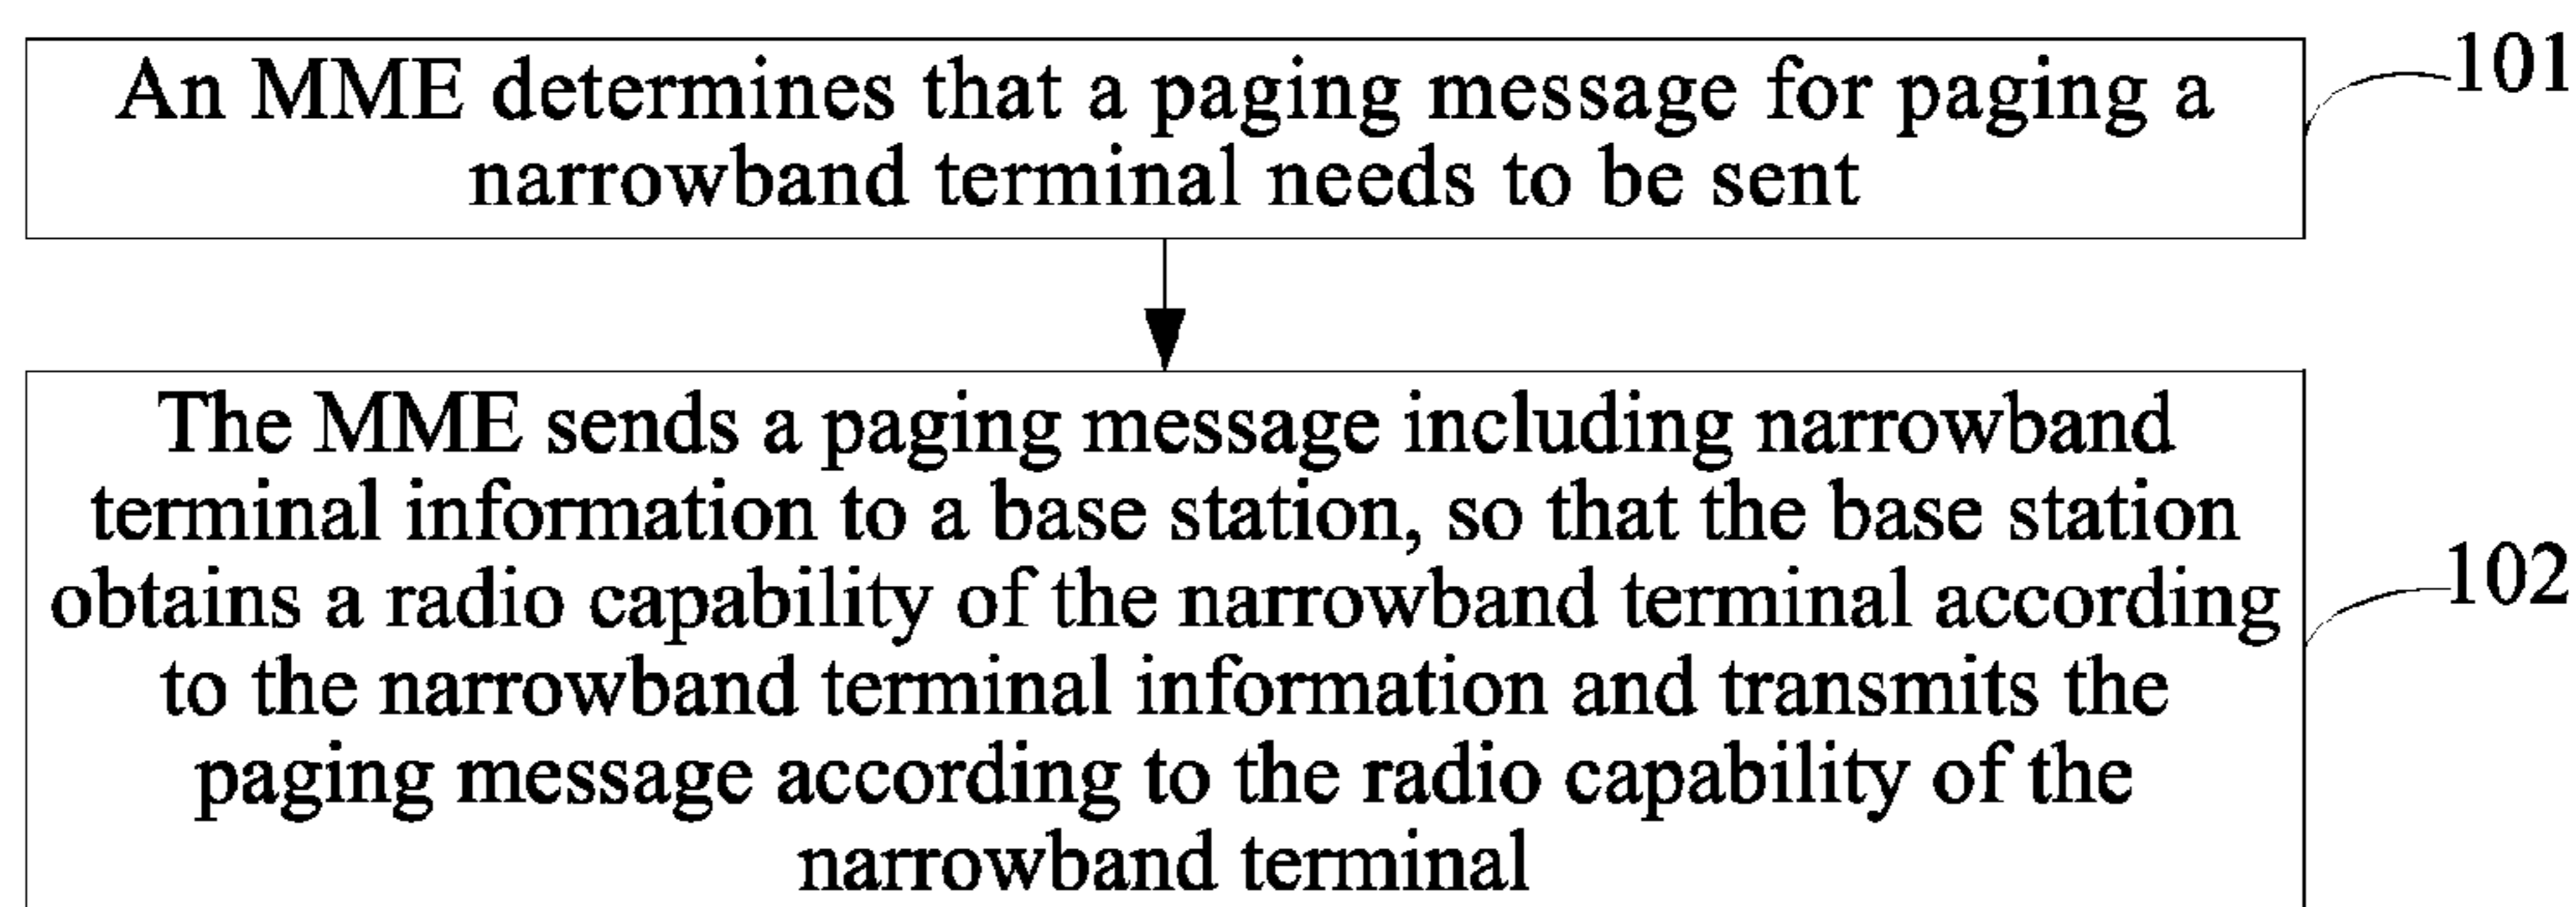 An MME determines that a paging message for paging a
narrowband terminal needs to be sent
101
The MME sends a paging message including narrowband
terminal information to a base station, so that the base station
obtains a radio capability of the narrowband terminal according
to the narrowband terminal information and transmits the
paging message according to the radio capability of the
narrowband terminal
102